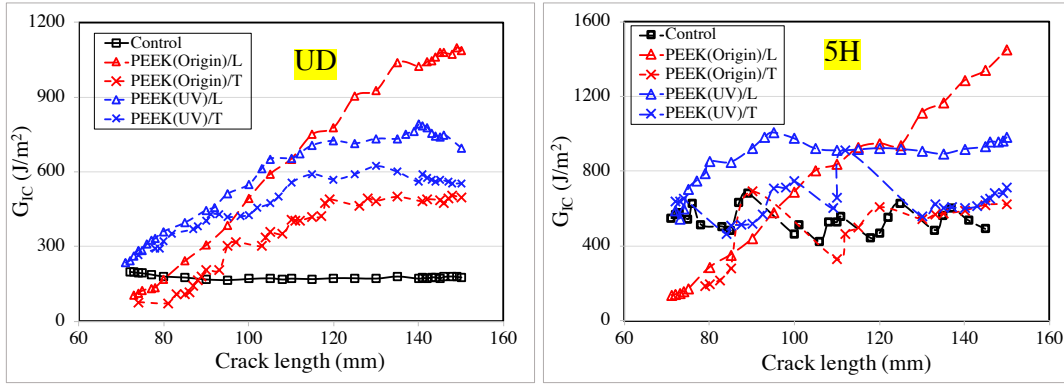 1200
900
600
300
0
60
80
100
120
140
160
G_IC (J/m²)
Crack length (mm)
UD
Control
PEEK(Origin)/L
PEEK(Origin)/T
PEEK(UV)/L
PEEK(UV)/T
1600
1200
800
400
0
60
80
100
120
140
160
G_IC (J/m²)
Crack length (mm)
5H
Control
PEEK(Origin)/L
PEEK(Origin)/T
PEEK(UV)/L
PEEK(UV)/T